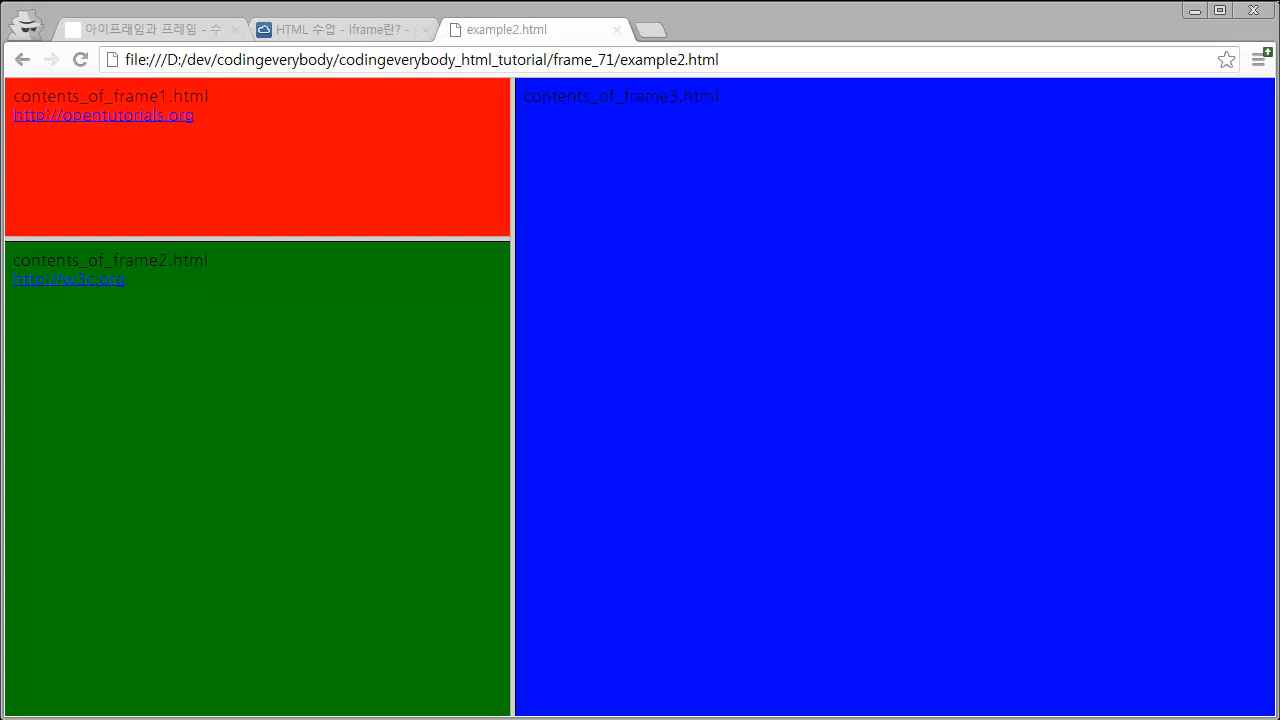 아이프레임과 프레임 - 수
HTML 수업 - iframe란? -
example2.html
file:///D:/dev/codingeverybody/codingeverybody_html_tutorial/frame_71/example2.html
contents_of_frame1.html
http://opentutorials.org
contents_of_frame2.html
http://w3c.org
contents_of_frame3.html